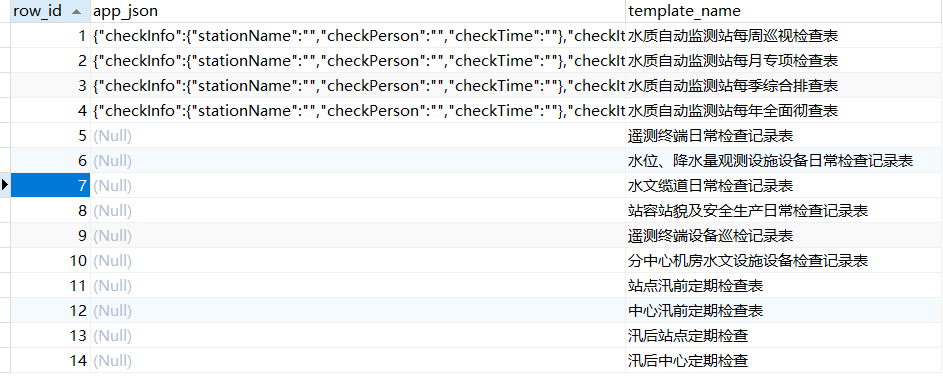 row_id app_json template_name
1 {"checkInfo":{"stationName":"","checkPerson":"","checkTime":""},"checkIt 水质自动监测站每周巡视检查表
2 {"checkInfo":{"stationName":"","checkPerson":"","checkTime":""},"checkIt 水质自动监测站每月专项检查表
3 {"checkInfo":{"stationName":"","checkPerson":"","checkTime":""},"checkIt 水质自动监测站每季综合排查表
4 {"checkInfo":{"stationName":"","checkPerson":"","checkTime":""},"checkIt 水质自动监测站每年全面彻查表
5 (Null) 遥测终端日常检查记录表
6 (Null) 水位、降水量观测设施设备日常检查记录表
7 (Null) 水文缆道日常检查记录表
8 (Null) 站容站貌及安全生产日常检查记录表
9 (Null) 遥测终端设备巡检记录表
10 (Null) 分中心机房水文设施设备检查记录表
11 (Null) 站点汛前定期检查表
12 (Null) 中心汛前定期检查表
13 (Null) 汛后站点定期检查
14 (Null) 汛后中心定期检查